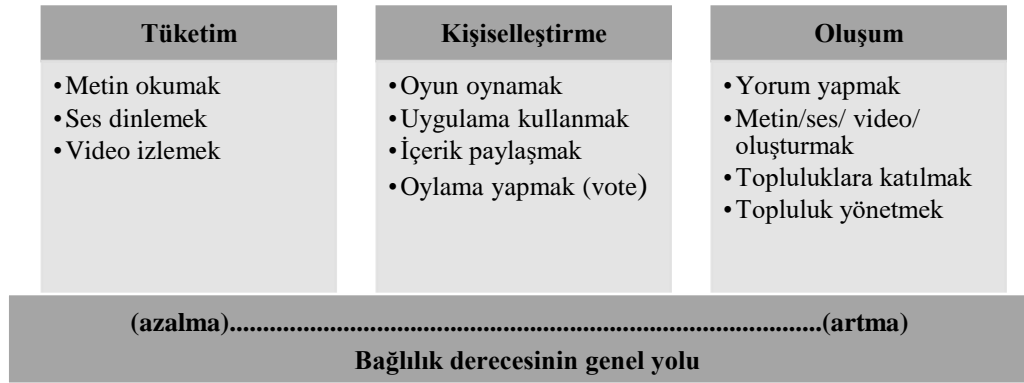 Tüketim
•Metin okumak
•Ses dinlemek
•Video izlemek
Kişiselleştirme
•Oyun oynamak
•Uygulama kullanmak
•İçerik paylaşmak
•Oylama yapmak (vote)
Oluşum
•Yorum yapmak
•Metin/ses/ video/
oluşturmak
•Topluluklara katılmak
•Topluluk yönetmek
(azalma).........................................................................................(artma)
Bağlılık derecesinin genel yolu